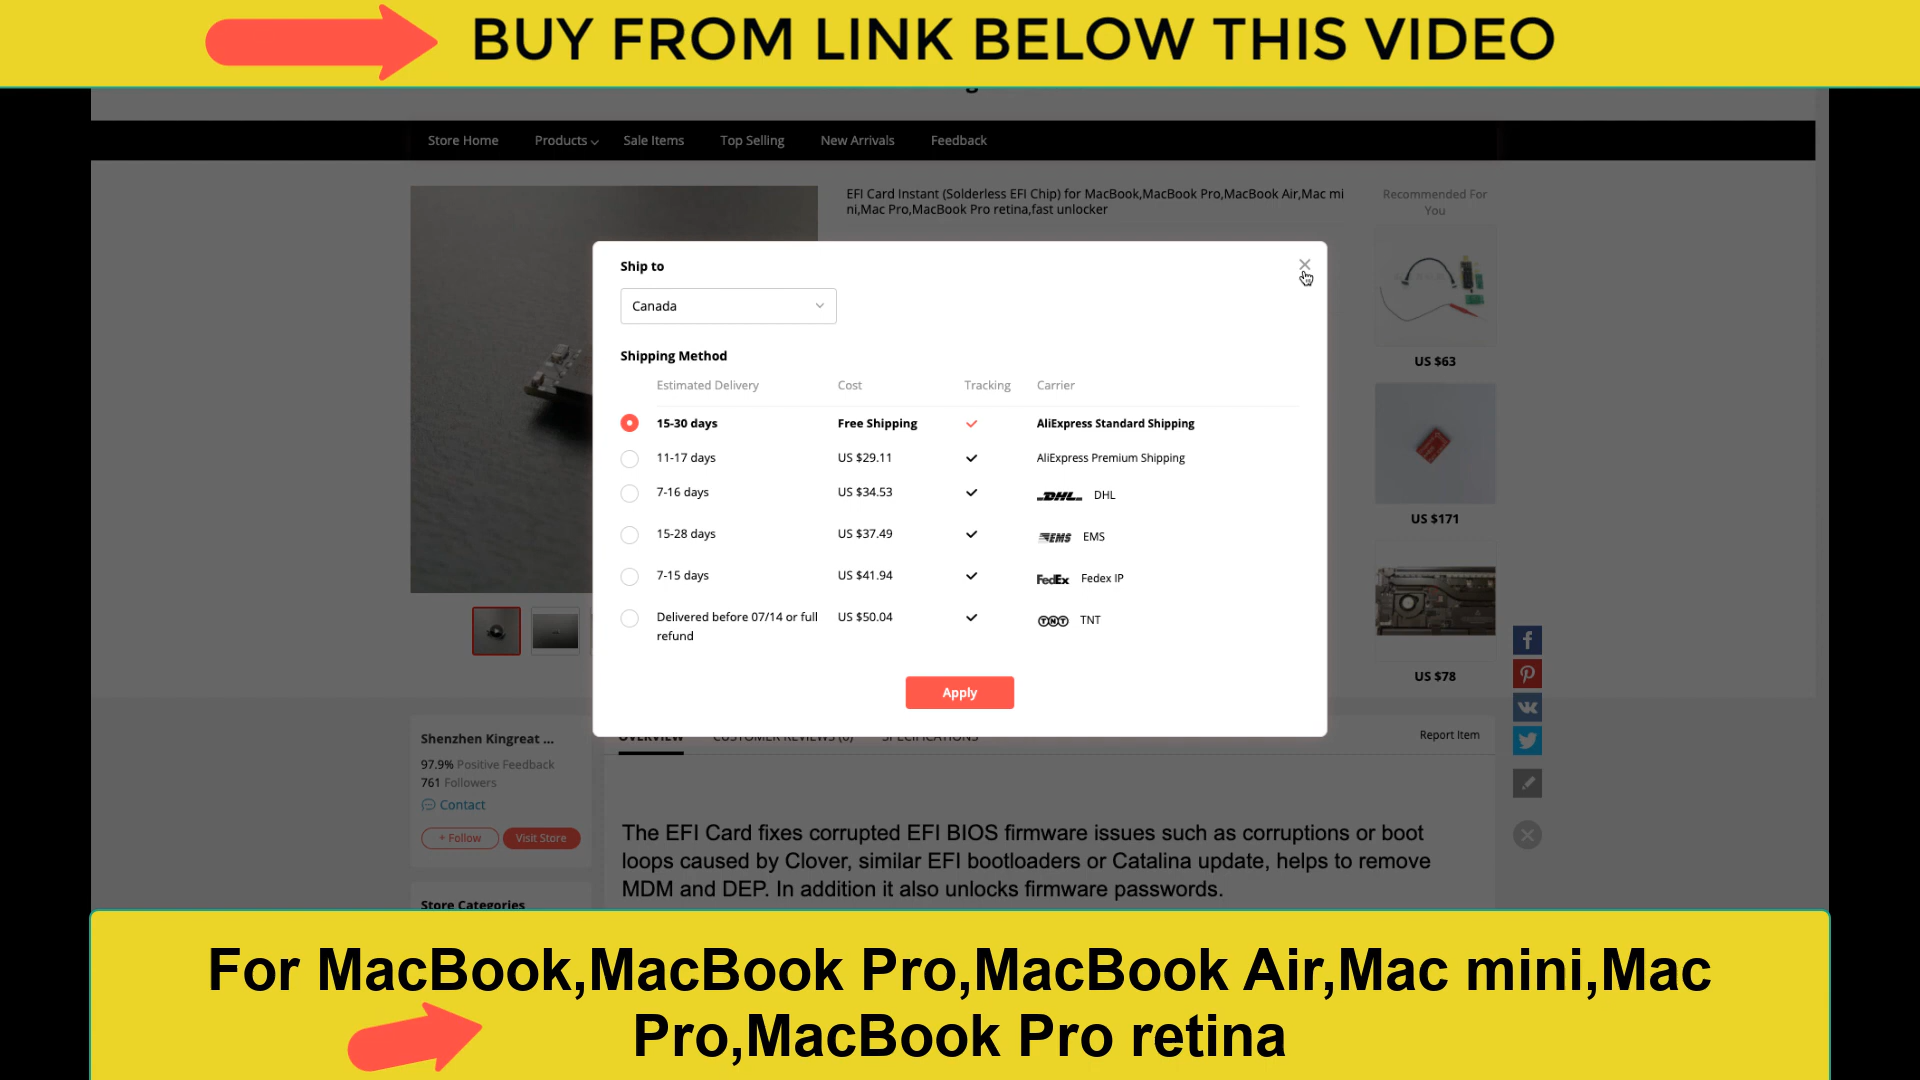 BUY FROM LINK BELOW THIS VIDEO
Store Home Products Sale Items Top Selling New Arrivals Feedback
EFI Card Instant (Solderless EFI Chip) for MacBook,MacBook Pro,MacBook Air,Mac mi
ni,Mac Pro,MacBook Pro retina,fast unlocker
Recommended For
You
US $63
US $171
US $78
Ship to
Canada
Shipping Method
Estimated Delivery Cost Tracking Carrier
15-30 days Free Shipping AliExpress Standard Shipping
11-17 days US $29.11 AliExpress Premium Shipping
7-16 days US $34.53 DHL DHL
15-28 days US $37.49 EMS EMS
7-15 days US $41.94 FedEx Fedex IP
Delivered before 07/14 or full US $50.04 TNT TNT
refund
Apply
OVERVIEW CUSTOMER REVIEWS (0) SPECIFICATIONS Report Item
Shenzhen Kingreat ...
97.9% Positive Feedback
761 Followers
Contact
+ Follow Visit Store
Store Categories
The EFI Card fixes corrupted EFI BIOS firmware issues such as corruptions or boot
loops caused by Clover, similar EFI bootloaders or Catalina update, helps to remove
MDM and DEP. In addition it also unlocks firmware passwords.
For MacBook,MacBook Pro,MacBook Air,Mac mini,Mac
Pro,MacBook Pro retina